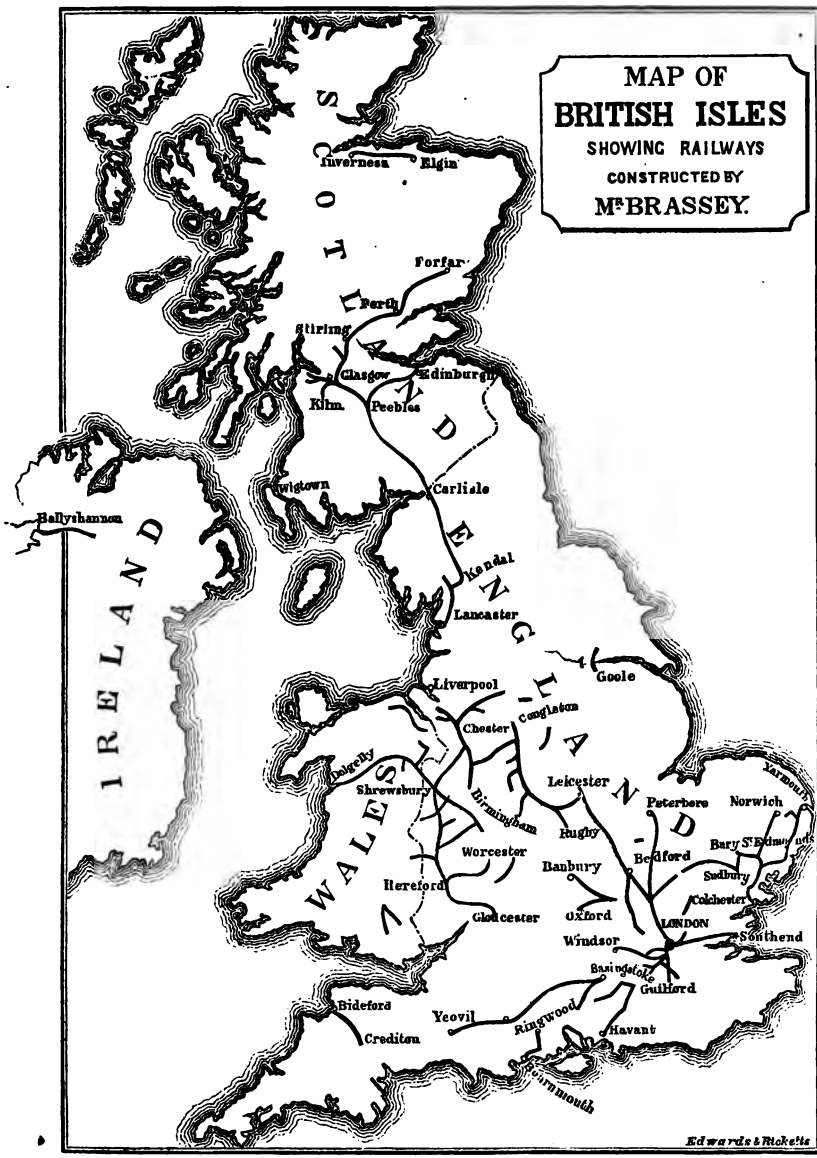 MAP OF
BRITISH ISLES
SHOWING RAILWAYS
CONSTRUCTED BY
MR. BRASSEY.
SCOTLAND
Inverness
Elgin
Forfar
Perth
Stirling
Glasgow
Edinburgh
Kilm.
Peebles
Wigtown
Carlisle
Ballyshannon
IRELAND
ENGLAND
Kendal
Lancaster
Goole
Liverpool
Chester
Congleton
Dolgelly
Shrewsbury
WALES
Birmingham
Leicester
Rugby
Peterboro
Norwich
Yarmouth
Bury St. Edmunds
Bedford
Sudbury
Worcester
Banbury
Hereford
Colchester
Gloucester
Oxford
LONDON
Windsor
Southend
Basingstoke
Guilford
Bideford
Yeovil
Ringwood
Havant
Crediton
Bournmouth
Edwards & Ricketts